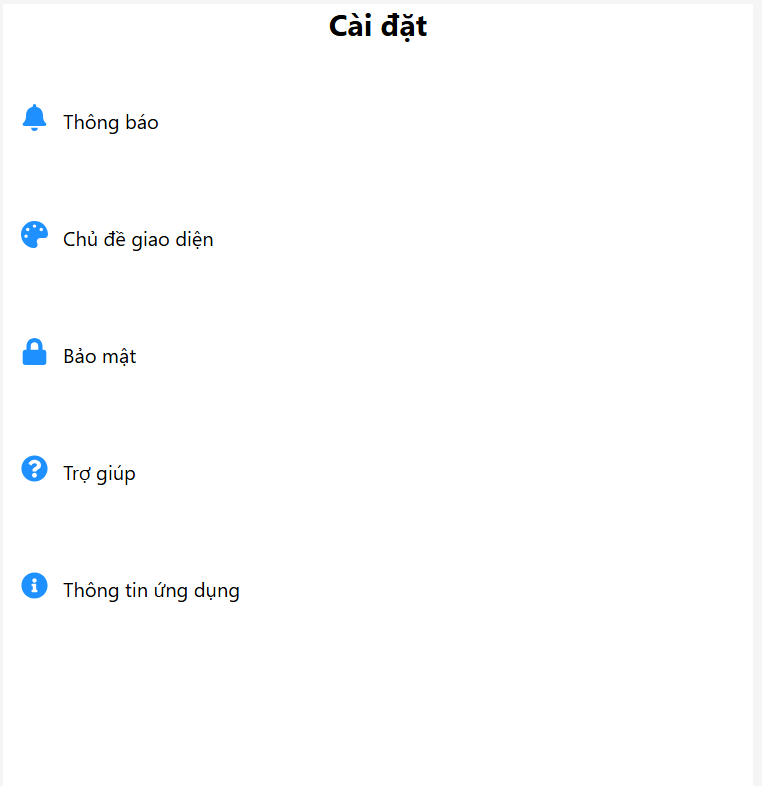 Cài đặt
Thông báo
Chủ đề giao diện
Bảo mật
Trợ giúp
Thông tin ứng dụng